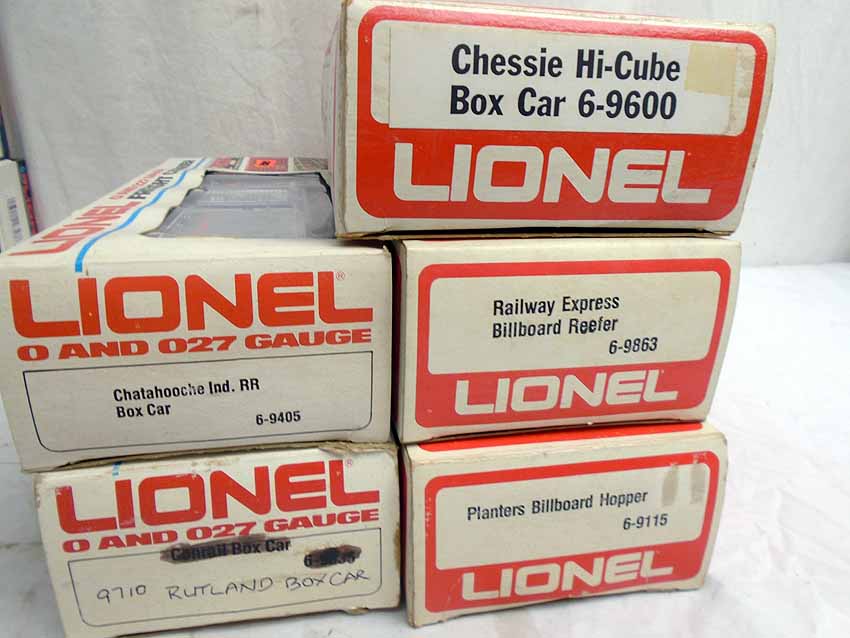 Chessie Hi-Cube
Box Car 6-9600
LIONEL
LIONEL
O AND O27 GAUGE
Chatahooche Ind. RR
Box Car
6-9405
Railway Express
Billboard Reefer
6-9863
LIONEL
LIONEL
O AND O27 GAUGE
Conrail Box Car
9710 RUTLAND BOXCAR
Planters Billboard Hopper
6-9115
LIONEL